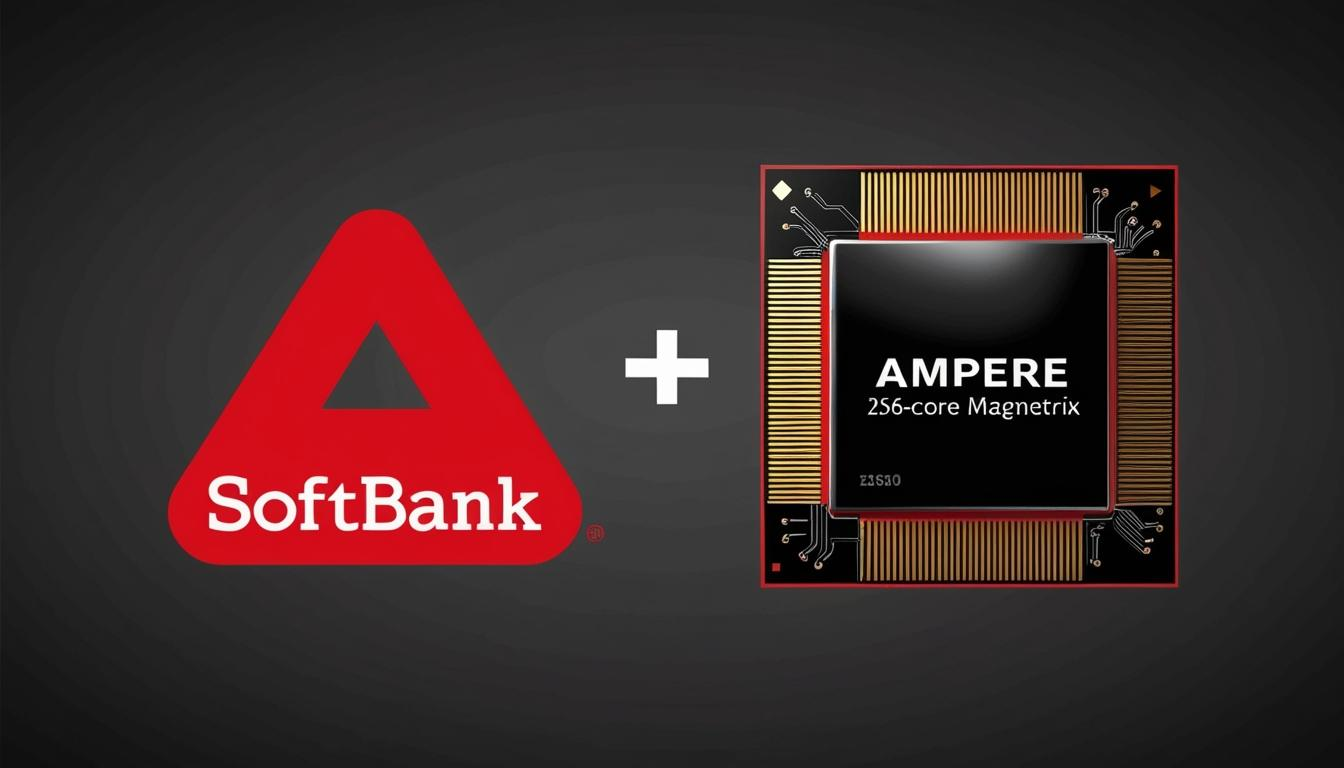 SoftBank
+
AMPERE
256-core Magnetrix